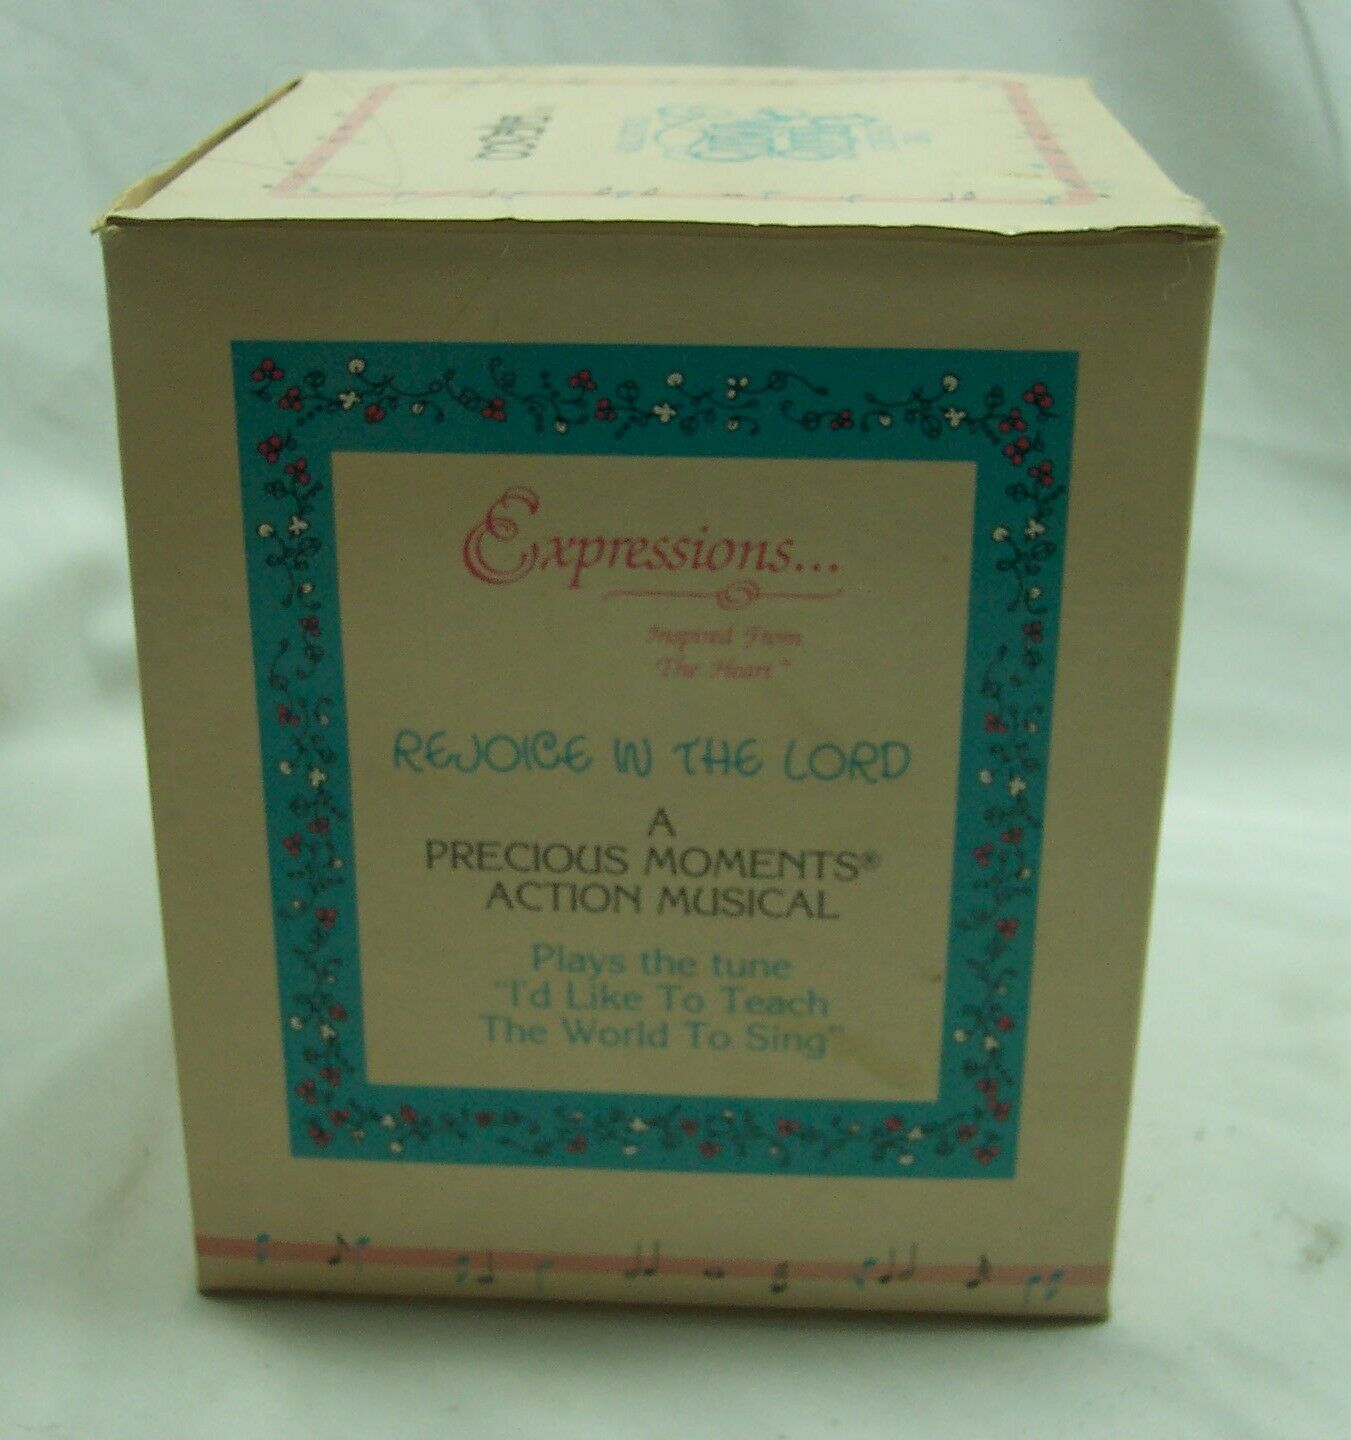 Expressions...
Inspired From
The Heart™
REJOICE IN THE LORD
A
PRECIOUS MOMENTS®
ACTION MUSICAL
Plays the tune
"I'd Like To Teach
The World To Sing"